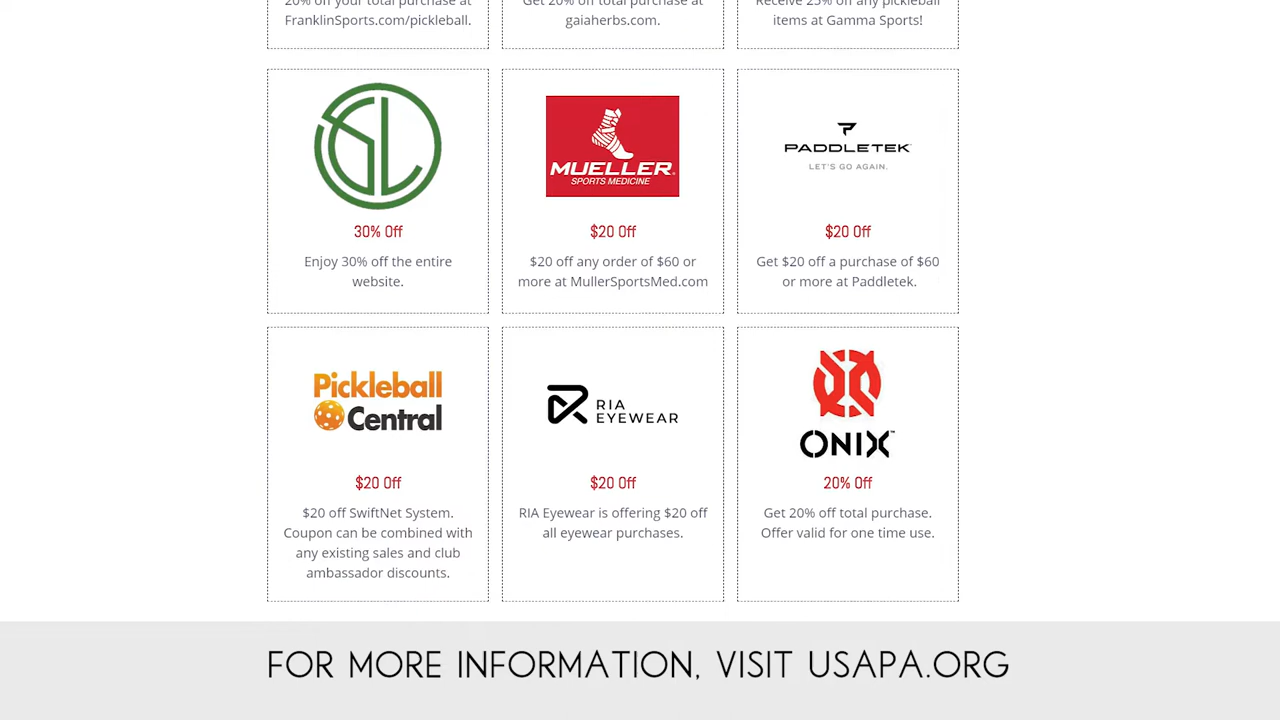 20% off your total purchase at
FranklinSports.com/pickleball.
Get 20% off total purchase at
gaiaherbs.com.
Receive 25% off any pickleball
items at Gamma Sports!
30% Off
Enjoy 30% off the entire
website.
MUELLER®
SPORTS MEDICINE
$20 Off
$20 off any order of $60 or
more at MullerSportsMed.com
PADDLETEK
LET'S GO AGAIN.
$20 Off
Get $20 off a purchase of $60
or more at Paddletek.
Pickleball
Central
$20 Off
$20 off SwiftNet System.
Coupon can be combined with
any existing sales and club
ambassador discounts.
RIA
EYEWEAR
$20 Off
RIA Eyewear is offering $20 off
all eyewear purchases.
ONIX™
20% Off
Get 20% off total purchase.
Offer valid for one time use.
FOR MORE INFORMATION, VISIT USAPA.ORG